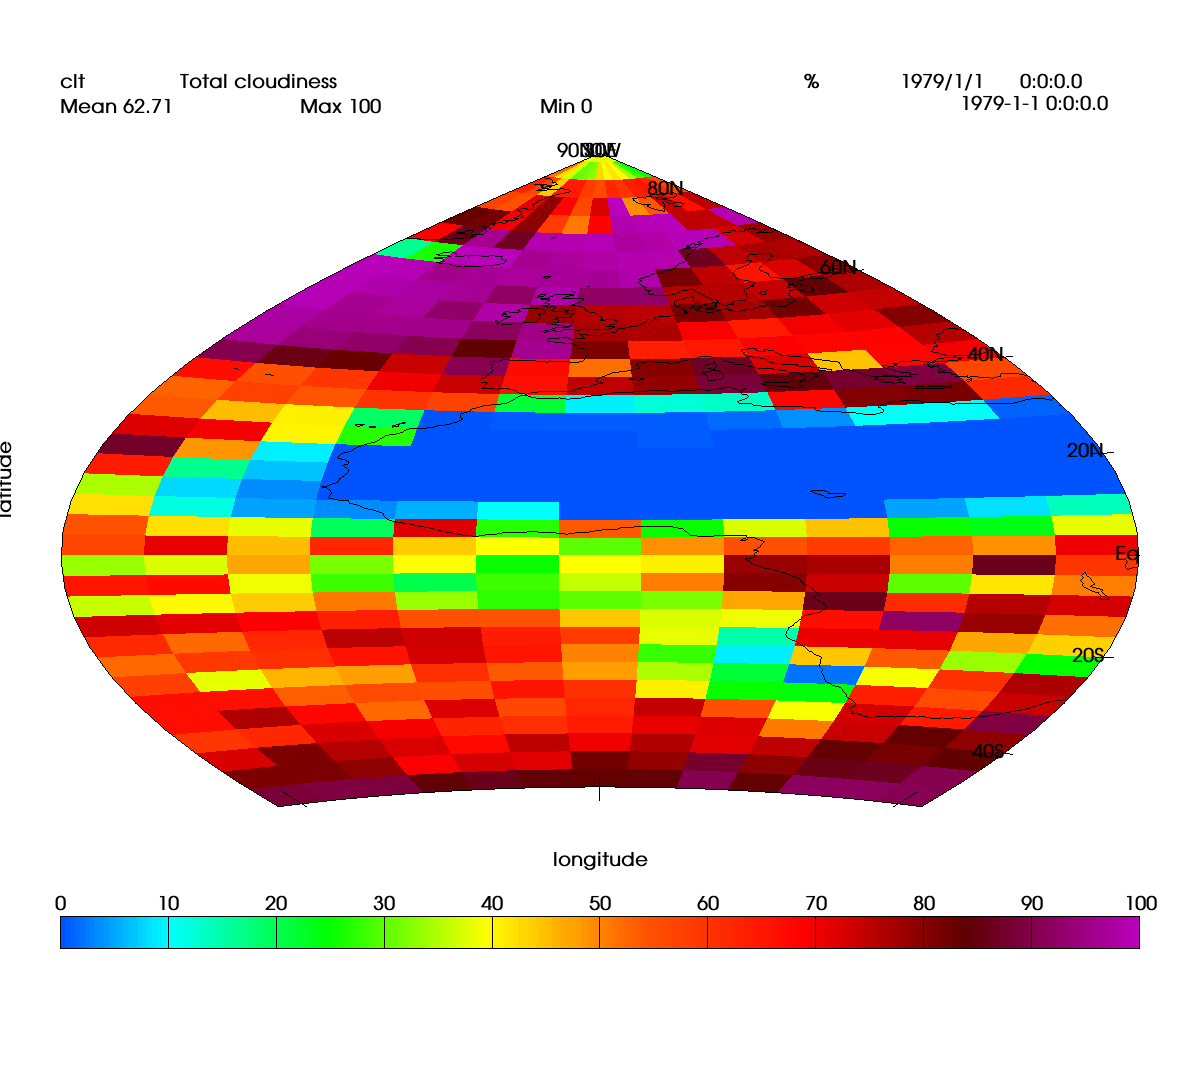 clt Total cloudiness % 1979/1/1 0:0:0.0
Mean 62.71 Max 100 Min 0 1979-1-1 0:0:0.0
80N
60N
40N
20N
Eq
20S
40S
latitude
longitude
0 10 20 30 40 50 60 70 80 90 100